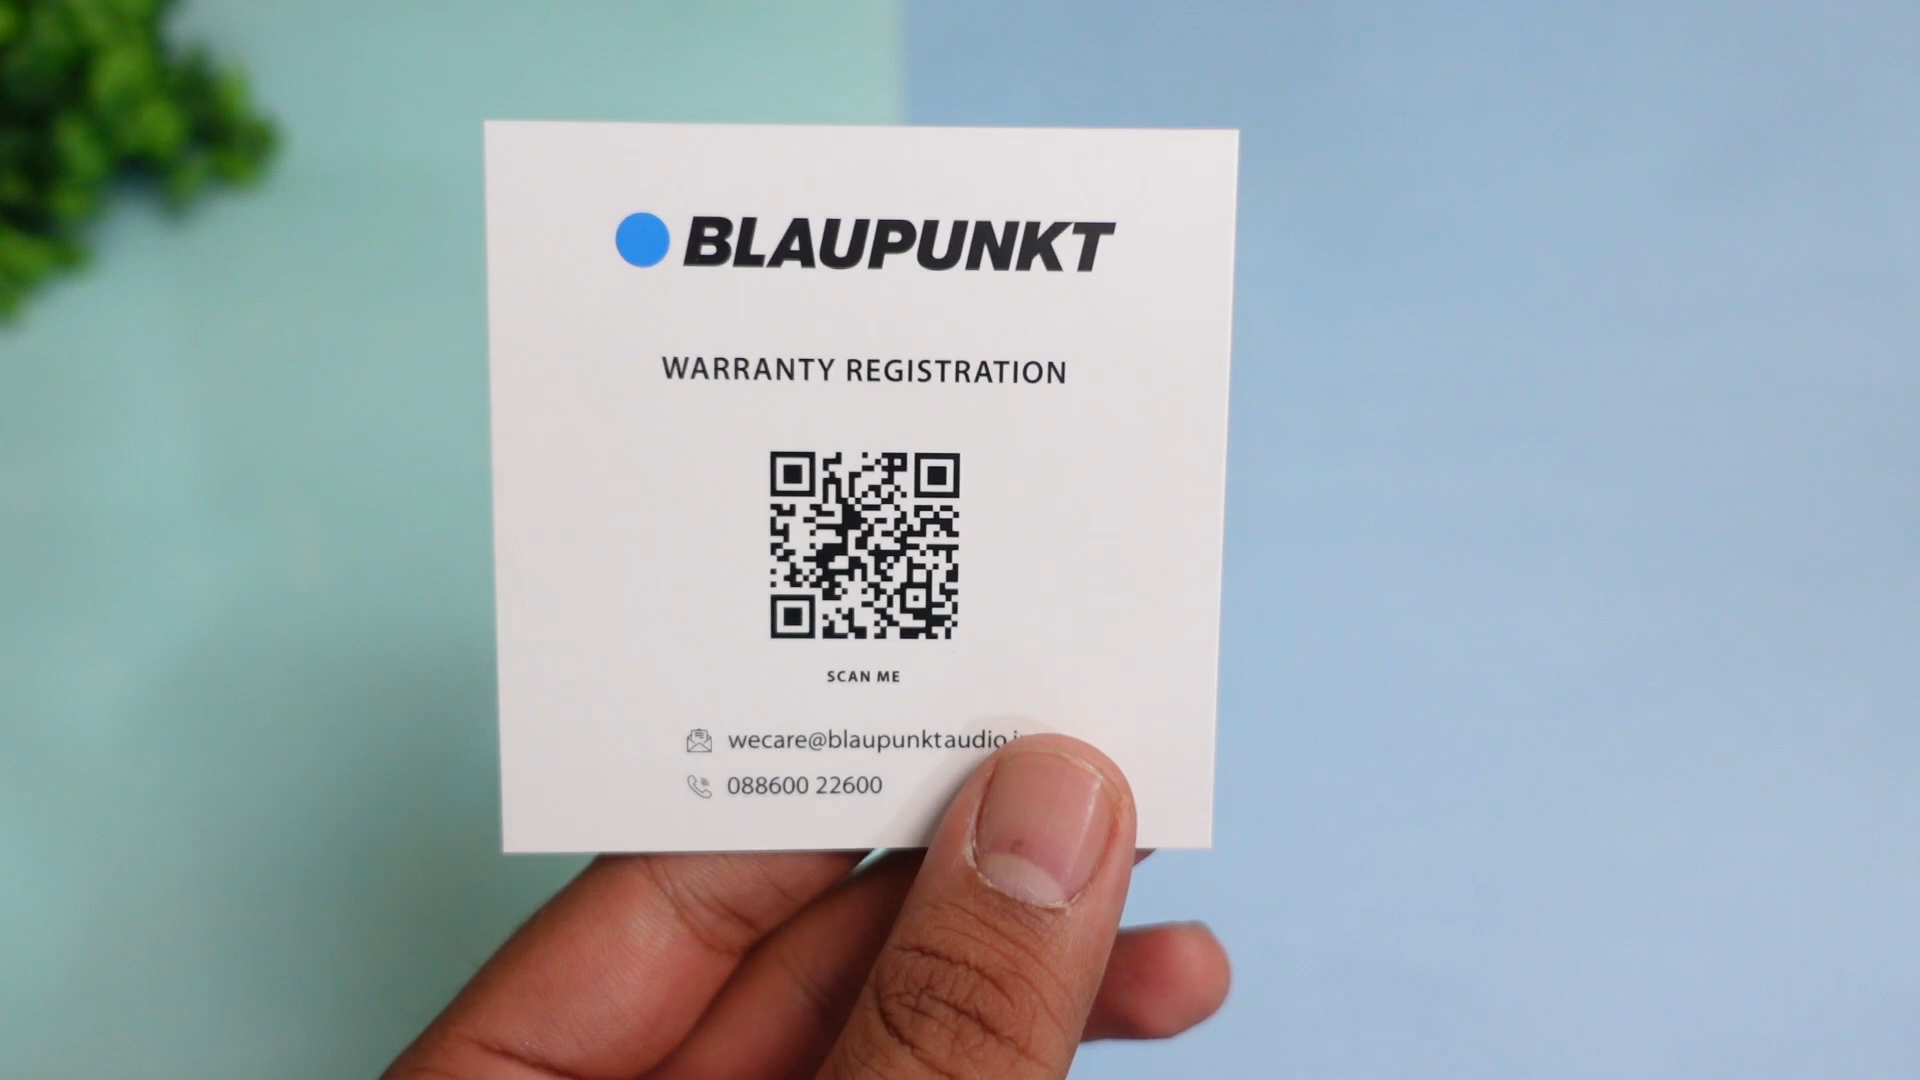 BLAUPUNKT
WARRANTY REGISTRATION
SCAN ME
wecare@blaupunktaudio.i
088600 22600